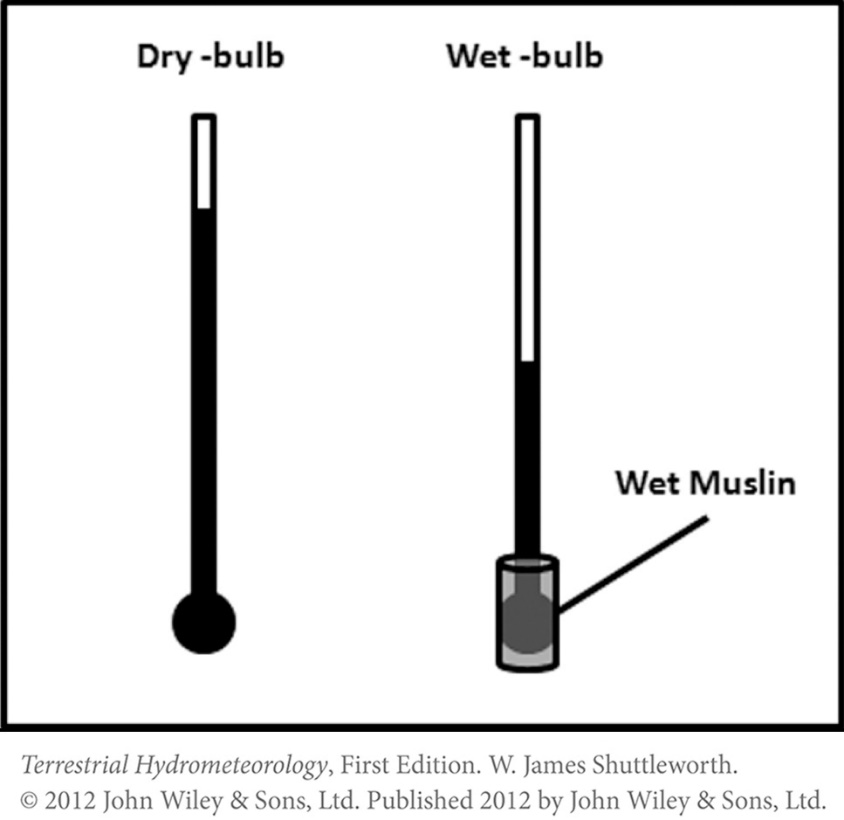 Dry -bulb
Wet -bulb
Wet Muslin
Terrestrial Hydrometeorology, First Edition. W. James Shuttleworth.
© 2012 John Wiley & Sons, Ltd. Published 2012 by John Wiley & Sons, Ltd.